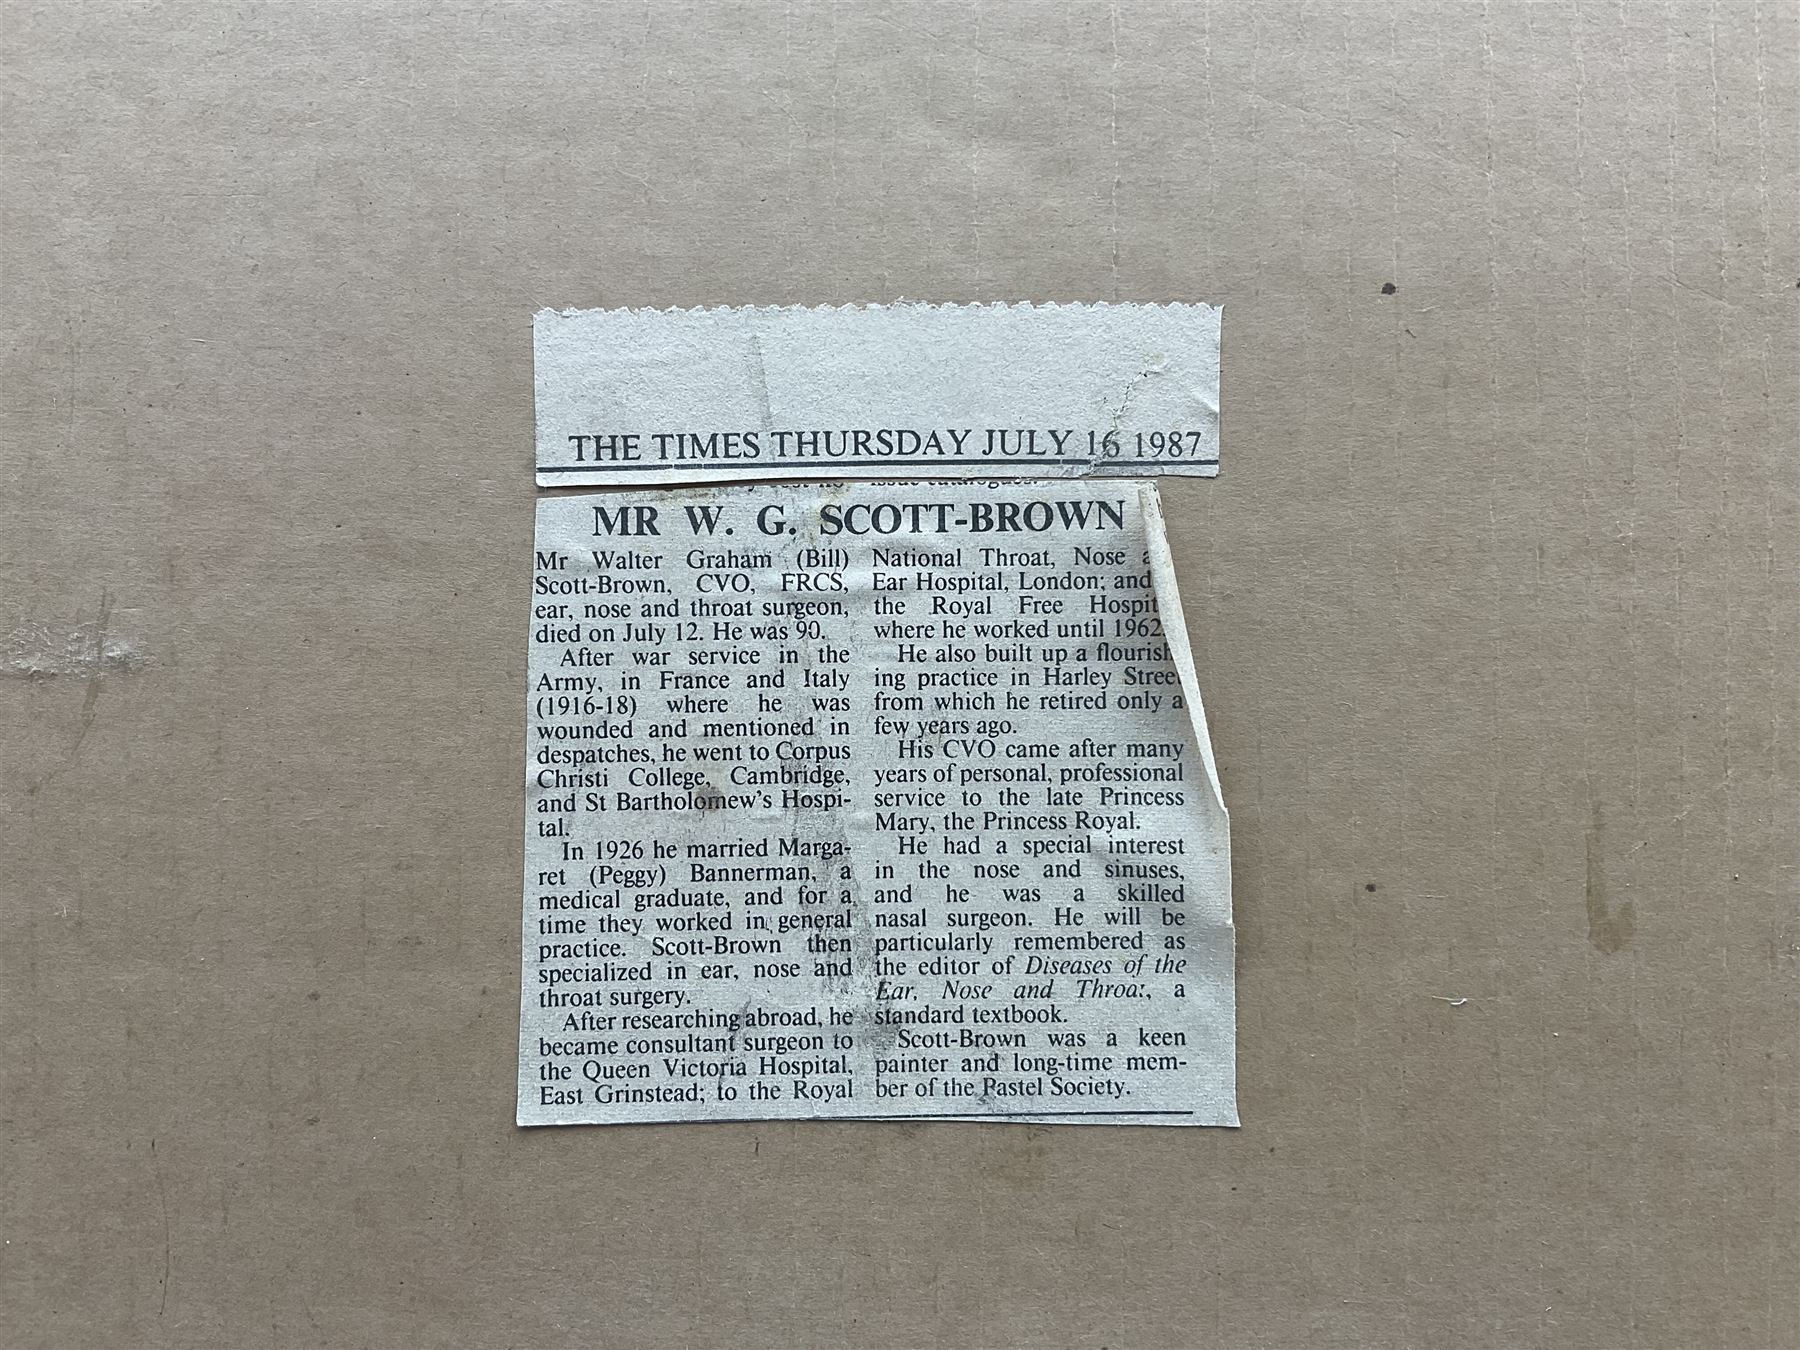 THE TIMES THURSDAY JULY 16 1987
issue catalogues.
MR W. G. SCOTT-BROWN
Mr Walter Graham (Bill)
Scott-Brown, CVO, FRCS,
ear, nose and throat surgeon,
died on July 12. He was 90.
After war service in the
Army, in France and Italy
(1916-18) where he was
wounded and mentioned in
despatches, he went to Corpus
Christi College, Cambridge,
and St Bartholomew's Hospi-
tal.
In 1926 he married Marga-
ret (Peggy) Bannerman, a
medical graduate, and for a
time they worked in general
practice. Scott-Brown then
specialized in ear, nose and
throat surgery.
After researching abroad, he
became consultant surgeon to
the Queen Victoria Hospital,
East Grinstead; to the Royal
National Throat, Nose a
Ear Hospital, London; and
the Royal Free Hospit
where he worked until 1962.
He also built up a flourish
ing practice in Harley Street
from which he retired only a
few years ago.
His CVO came after many
years of personal, professional
service to the late Princess
Mary, the Princess Royal.
He had a special interest
in the nose and sinuses,
and he was a skilled
nasal surgeon. He will be
particularly remembered as
the editor of Diseases of the
Ear, Nose and Throat, a
standard textbook.
Scott-Brown was a keen
painter and long-time mem-
ber of the Pastel Society.